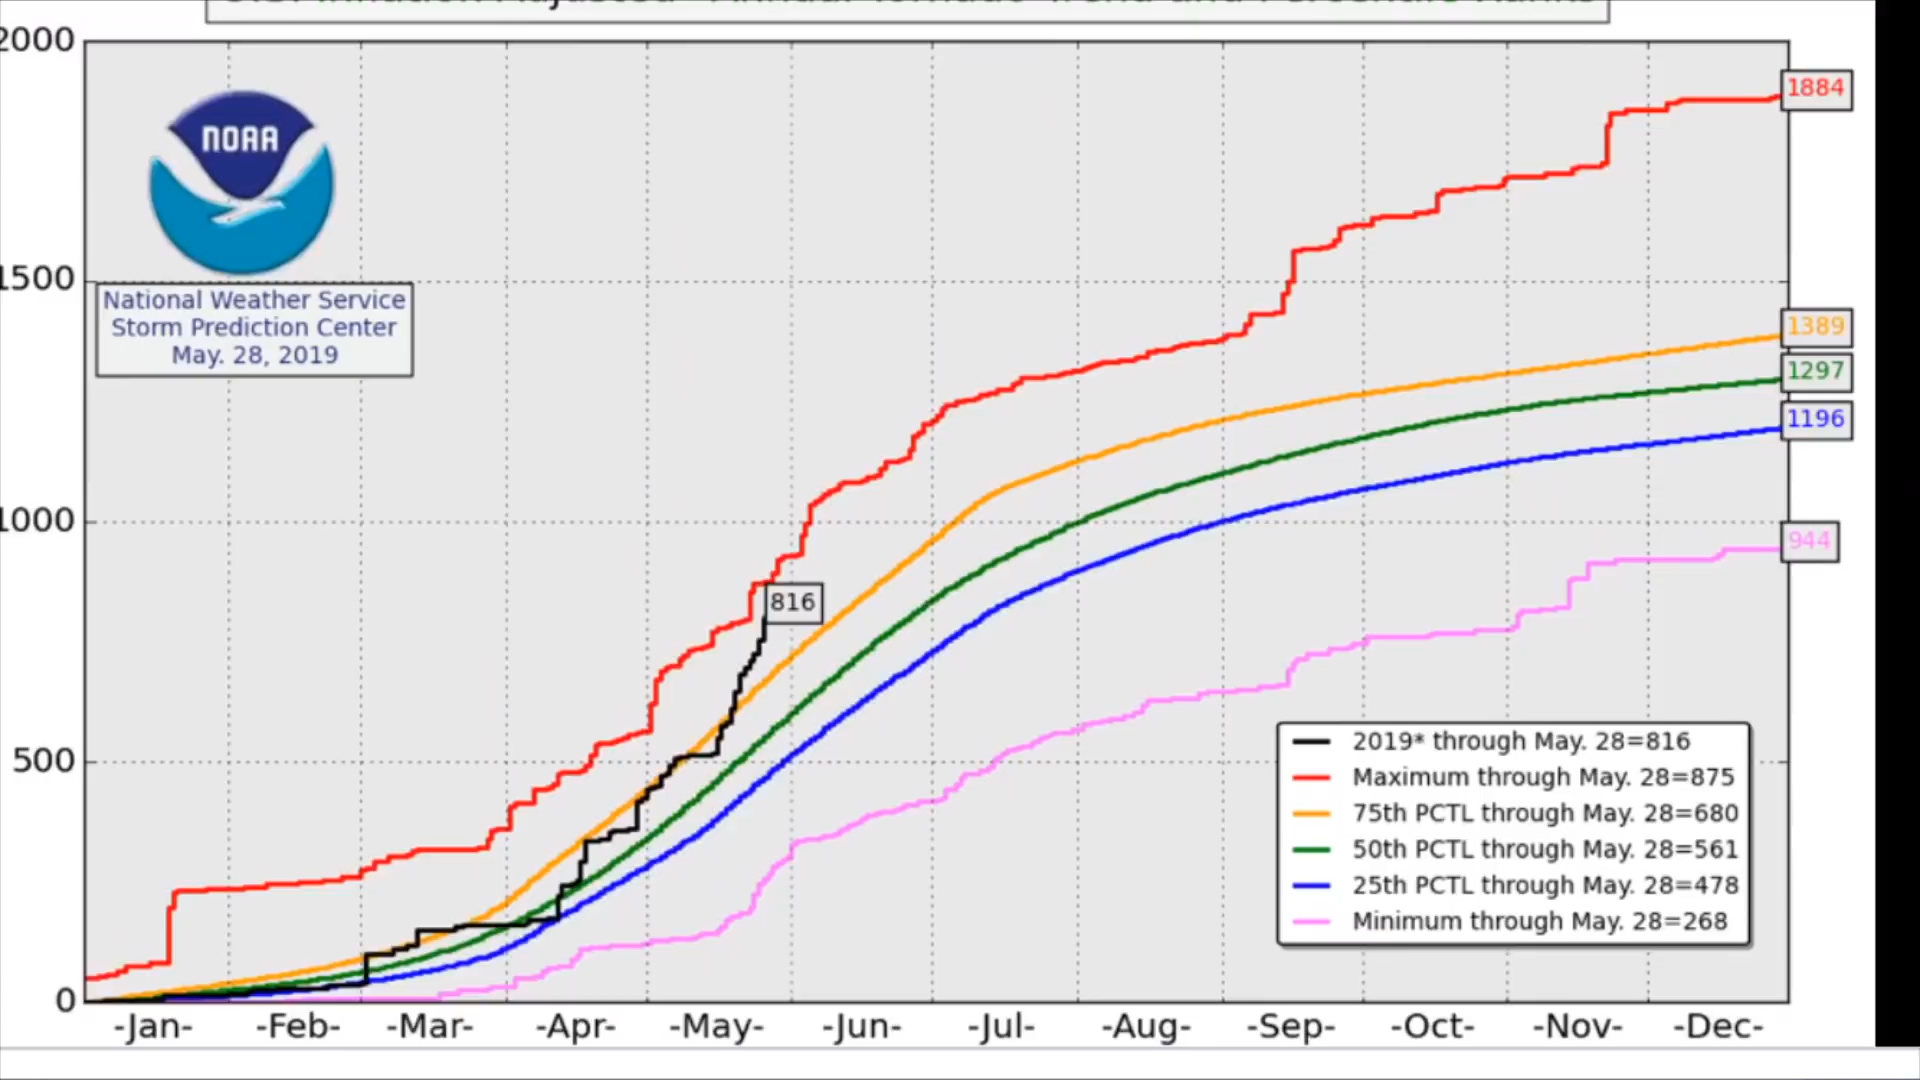 2000
1884
NOAA
1389
1500
1297
National Weather Service
Storm Prediction Center
May. 28, 2019
1196
1000
944
816
500
2019* through May. 28=816
Maximum through May. 28=875
75th PCTL through May. 28=680
50th PCTL through May. 28=561
25th PCTL through May. 28=478
Minimum through May. 28=268
0
-Jan- -Feb- -Mar- -Apr- -May- -Jun- -Jul- -Aug- -Sep- -Oct- -Nov- -Dec-